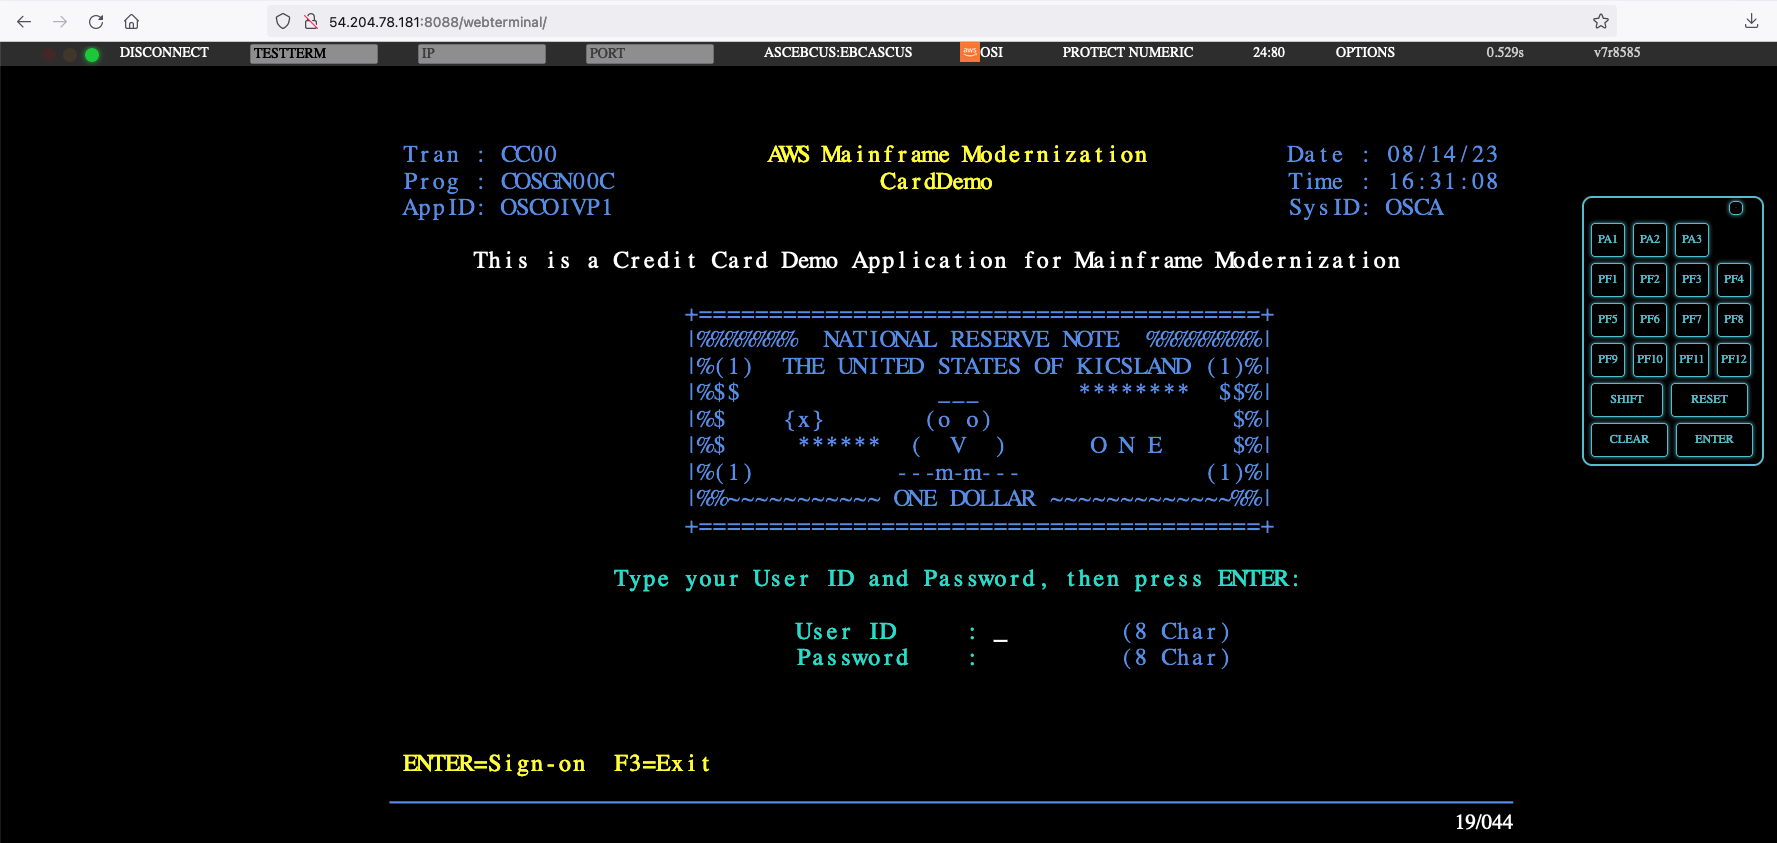 54.204.78.181:8088/webterminal/
DISCONNECT TESTTERM IP PORT ASCEBCUS:EBCASCUS aws OSI PROTECT NUMERIC 24:80 OPTIONS 0.529s v7r8585
Tran : CC00 AWS Mainframe Modernization Date : 08/14/23
Prog : COSGN00C CardDemo Time : 16:31:08
AppID: OSCOIVP1 SysID: OSCA
This is a Credit Card Demo Application for Mainframe Modernization
+========================================+
|%%%%%%% NATIONAL RESERVE NOTE %%%%%%%%|
|%(1) THE UNITED STATES OF KICSLAND (1)%|
|%$$ ___ ******** $$%|
|%$ {x} (o o) $%|
|%$ ****** ( V ) O N E $%|
|%(1) ---m-m--- (1)%|
|%%~~~~~~~~~~~ ONE DOLLAR ~~~~~~~~~~~~~%%|
+========================================+
Type your User ID and Password, then press ENTER:
User ID : _ (8 Char)
Password : (8 Char)
ENTER=Sign-on F3=Exit
19/044
PA1 PA2 PA3
PF1 PF2 PF3 PF4
PF5 PF6 PF7 PF8
PF9 PF10 PF11 PF12
SHIFT RESET
CLEAR ENTER